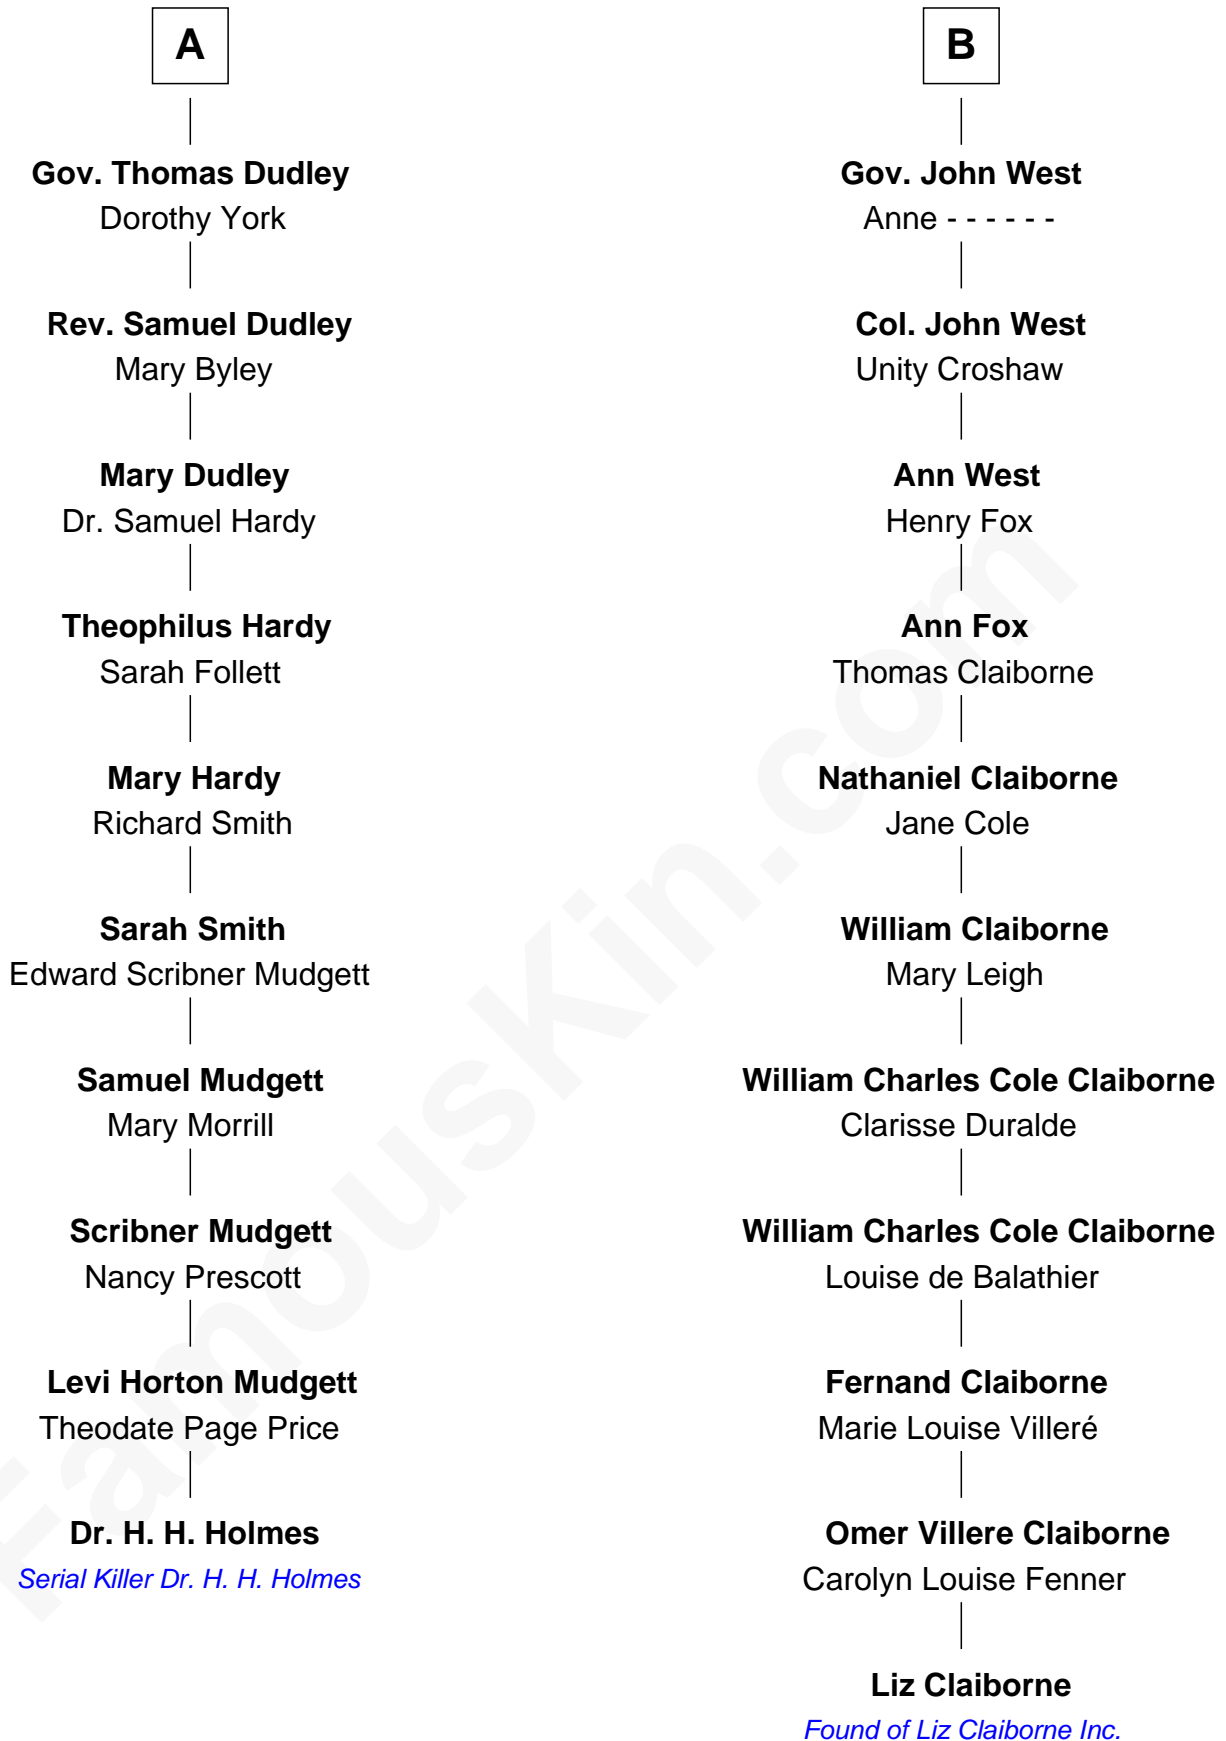 A
Gov. Thomas Dudley
Dorothy York
Rev. Samuel Dudley
Mary Byley
Mary Dudley
Dr. Samuel Hardy
Theophilus Hardy
Sarah Follett
Mary Hardy
Richard Smith
Sarah Smith
Edward Scribner Mudgett
Samuel Mudgett
Mary Morrill
Scribner Mudgett
Nancy Prescott
Levi Horton Mudgett
Theodate Page Price
Dr. H. H. Holmes
Serial Killer Dr. H. H. Holmes
B
Gov. John West
Anne - - - - - -
Col. John West
Unity Croshaw
Ann West
Henry Fox
Ann Fox
Thomas Claiborne
Nathaniel Claiborne
Jane Cole
William Claiborne
Mary Leigh
William Charles Cole Claiborne
Clarisse Duralde
William Charles Cole Claiborne
Louise de Balathier
Fernand Claiborne
Marie Louise Villeré
Omer Villere Claiborne
Carolyn Louise Fenner
Liz Claiborne
Found of Liz Claiborne Inc.
FamousKin.com